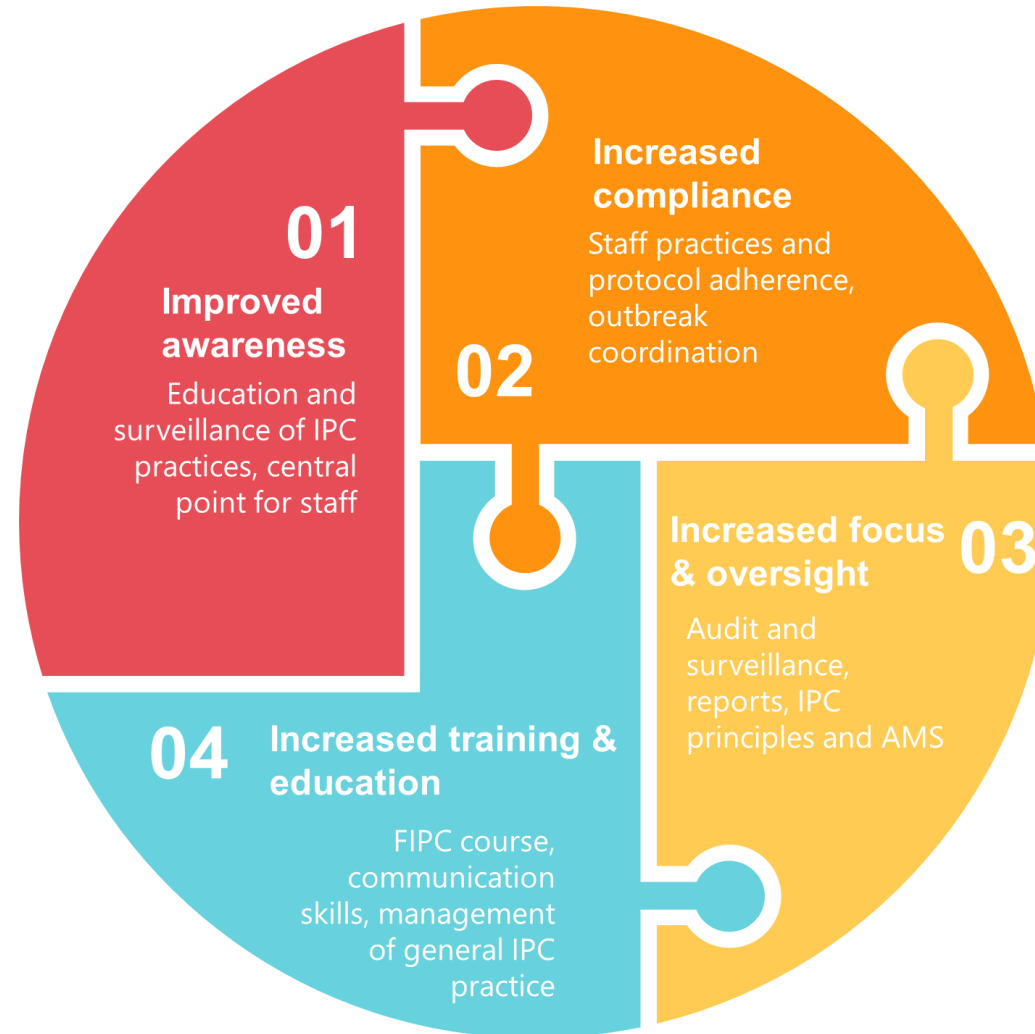 01
Improved
awareness
Education and
surveillance of IPC
practices, central
point for staff
Increased
compliance
Staff practices and
protocol adherence,
outbreak
coordination
02
Increased focus
& oversight
03
Audit and
surveillance,
reports, IPC
principles and AMS
04
Increased training &
education
FIPC course,
communication
skills, management
of general IPC
practice